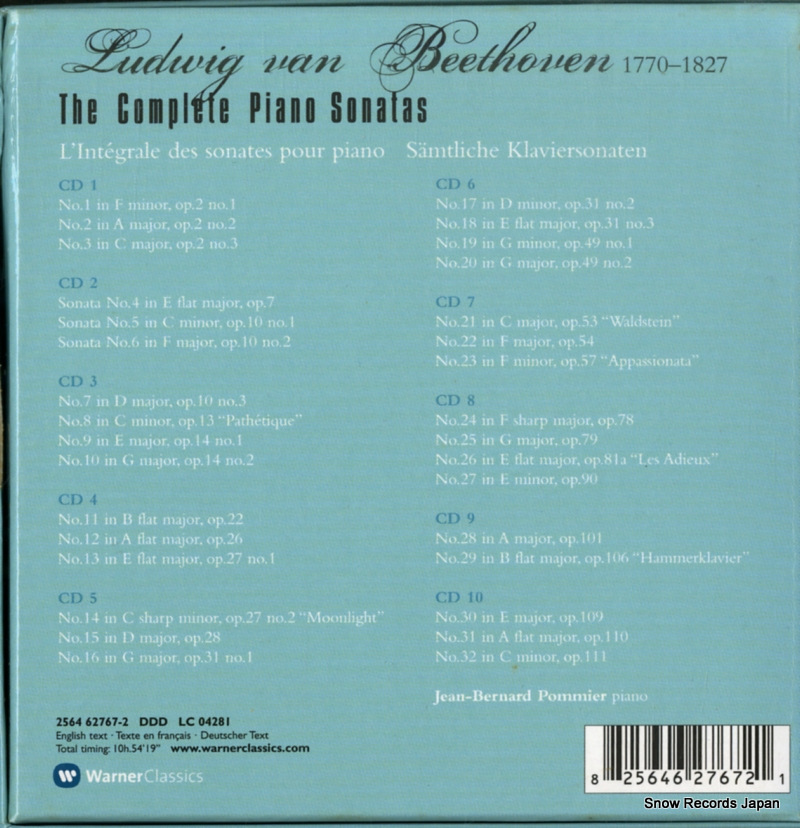 Ludwig van Beethoven 1770–1827
The Complete Piano Sonatas
L'Intégrale des sonates pour piano Sämtliche Klaviersonaten
CD 1
No.1 in F minor, op.2 no.1
No.2 in A major, op.2 no.2
No.3 in C major, op.2 no.3
CD 2
Sonata No.4 in E flat major, op.7
Sonata No.5 in C minor, op.10 no.1
Sonata No.6 in F major, op.10 no.2
CD 3
No.7 in D major, op.10 no.3
No.8 in C minor, op.13 “Pathétique”
No.9 in E major, op.14 no.1
No.10 in G major, op.14 no.2
CD 4
No.11 in B flat major, op.22
No.12 in A flat major, op.26
No.13 in E flat major, op.27 no.1
CD 5
No.14 in C sharp minor, op.27 no.2 “Moonlight”
No.15 in D major, op.28
No.16 in G major, op.31 no.1
CD 6
No.17 in D minor, op.31 no.2
No.18 in E flat major, op.31 no.3
No.19 in G minor, op.49 no.1
No.20 in G major, op.49 no.2
CD 7
No.21 in C major, op.53 “Waldstein”
No.22 in F major, op.54
No.23 in F minor, op.57 “Appassionata”
CD 8
No.24 in F sharp major, op.78
No.25 in G major, op.79
No.26 in E flat major, op.81a “Les Adieux”
No.27 in E minor, op.90
CD 9
No.28 in A major, op.101
No.29 in B flat major, op.106 “Hammerklavier”
CD 10
No.30 in E major, op.109
No.31 in A flat major, op.110
No.32 in C minor, op.111
Jean-Bernard Pommier piano
2564 62767-2 DDD LC 04281
English text · Texte en français · Deutscher Text
Total timing: 10h.54'19" www.warnerclassics.com
WarnerClassics
8 25646 27672 1
Snow Records Japan